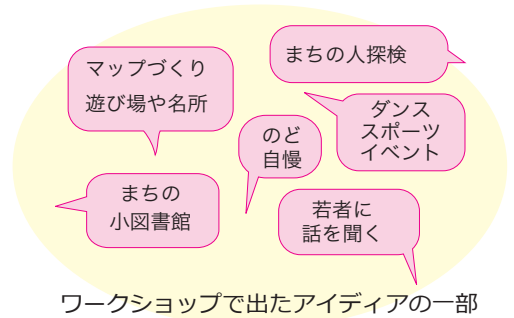 マップづくり
遊び場や名所
まちの人探検
ダンス
スポーツ
イベント
のど
自慢
まちの
小図書館
若者に
話を聞く
ワークショップで出たアイディアの一部